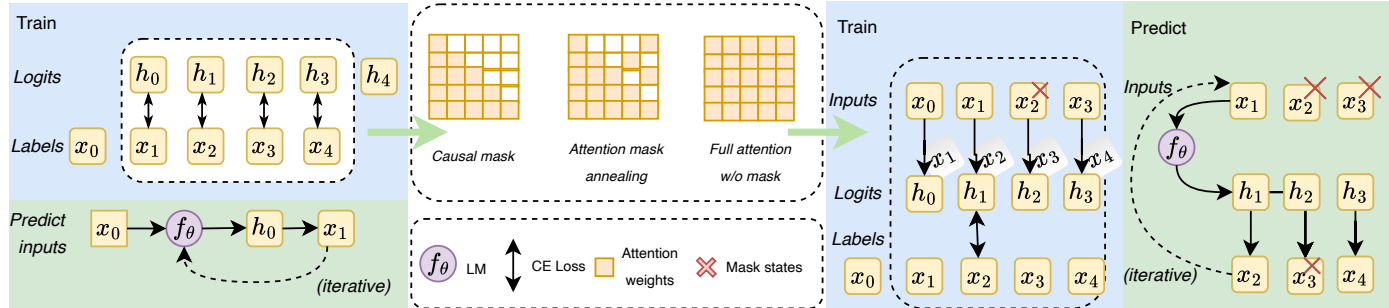 Train
Logits
h0 h1 h2 h3 h4
Labels
x0 x1 x2 x3 x4
Predict
inputs
x0 fθ h0 x1
(iterative)
Causal mask
Attention mask
annealing
Full attention
w/o mask
fθ LM
CE Loss
Attention
weights
Mask states
Train
Inputs
x0 x1 x2 x3
x1 x2 x3 x4
Logits
h0 h1 h2 h3
Labels
x0 x1 x2 x3 x4
Predict
Inputs
x1 x2 x3
fθ
h1 h2 h3
(iterative)
x2 x3 x4